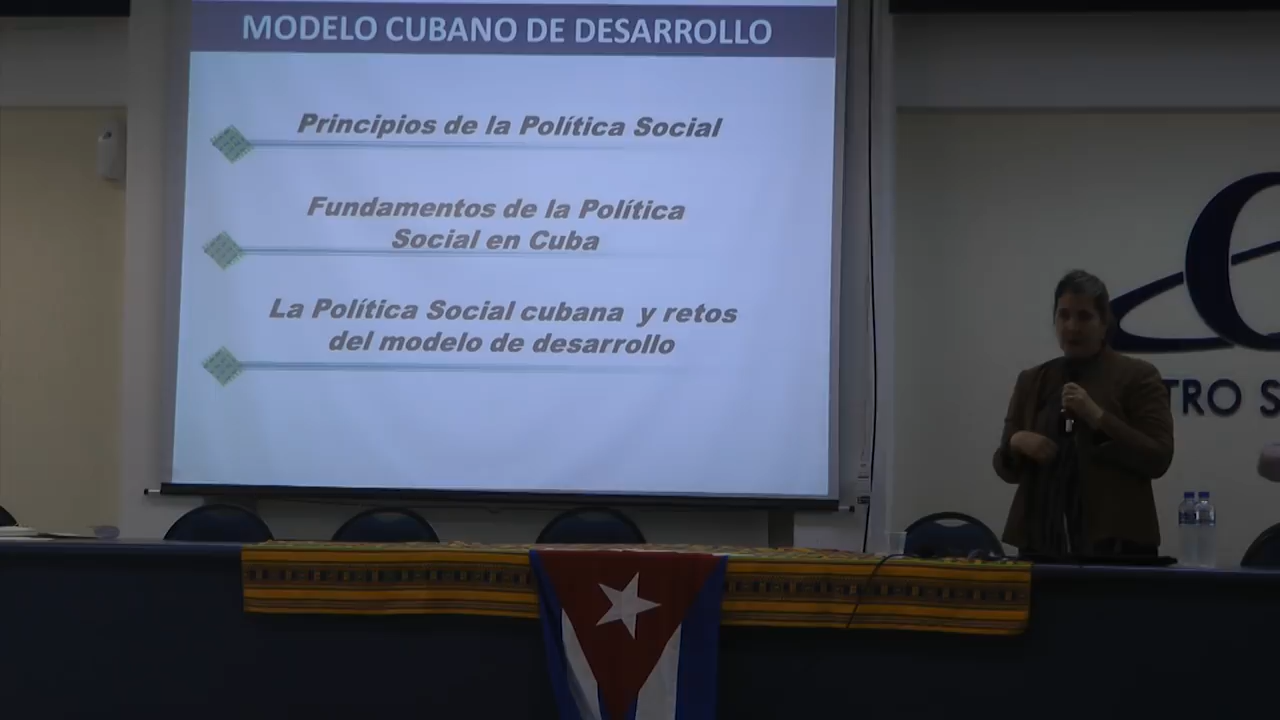 MODELO CUBANO DE DESARROLLO
Principios de la Política Social
Fundamentos de la Política
Social en Cuba
La Política Social cubana y retos
del modelo de desarrollo
TRO S